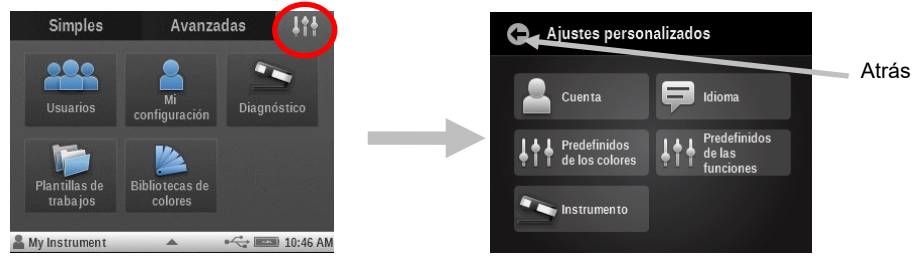 Simples Avanzadas
Usuarios
Mi
configuración
Diagnóstico
Plantillas de
trabajos
Bibliotecas de
colores
My Instrument 10:46 AM
Ajustes personalizados
Atrás
Cuenta
Idioma
Predefinidos
de los colores
Predefinidos
de las
funciones
Instrumento